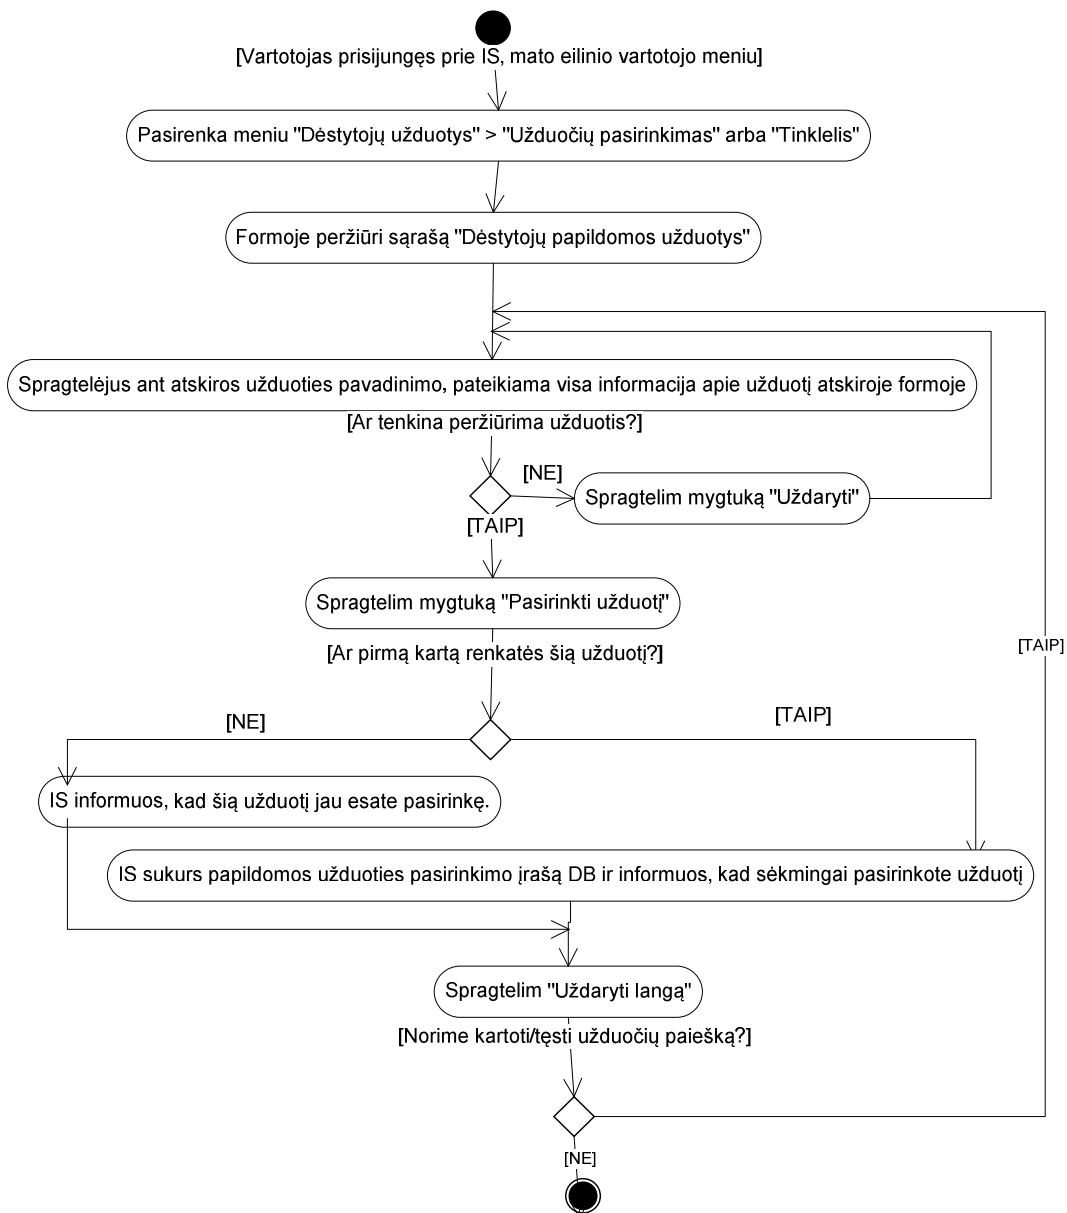 [Vartotojas prisijungęs prie IS, mato eilinio vartotojo meniu]
Pasirenka meniu "Dėstytojų užduotys" > "Užduočių pasirinkimas" arba "Tinklelis"
Formoje peržiūri sąrašą "Dėstytojų papildomos užduotys"
Spragtelėjus ant atskiros užduoties pavadinimo, pateikiama visa informacija apie užduotį atskiroje formoje
[Ar tenkina peržiūrima užduotis?]
[NE]
Spragtelim mygtuką "Uždaryti"
[TAIP]
Spragtelim mygtuką "Pasirinkti užduotį"
[Ar pirmą kartą renkatės šią užduotį?]
[TAIP]
[NE]
[TAIP]
IS informuos, kad šią užduotį jau esate pasirinkę.
IS sukurs papildomos užduoties pasirinkimo įrašą DB ir informuos, kad sėkmingai pasirinkote užduotį
Spragtelim "Uždaryti langą"
[Norime kartoti/tęsti užduočių paiešką?]
[NE]